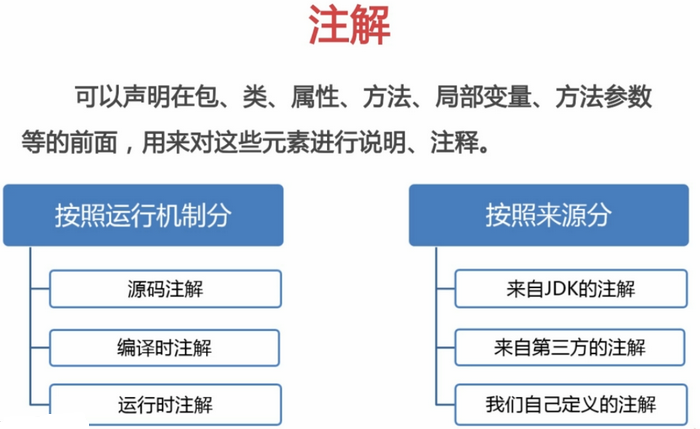 注解
可以声明在包、类、属性、方法、局部变量、方法参数
等的前面，用来对这些元素进行说明、注释。
按照运行机制分
源码注解
编译时注解
运行时注解
按照来源分
来自JDK的注解
来自第三方的注解
我们自己定义的注解